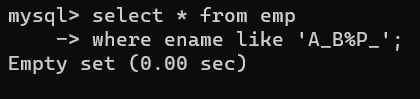 mysql> select * from emp
    -> where ename like 'A_B%P_';
Empty set (0.00 sec)